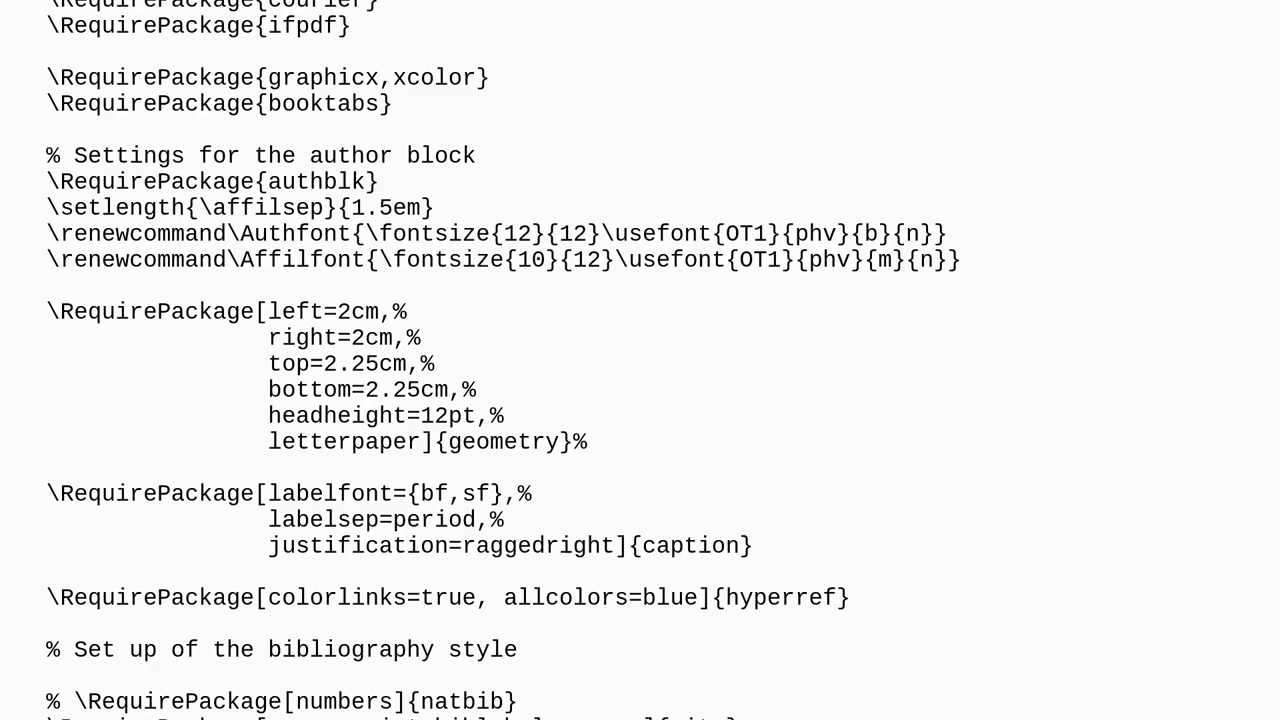 \RequirePackage{courier}
\RequirePackage{ifpdf}

\RequirePackage{graphicx,xcolor}
\RequirePackage{booktabs}

% Settings for the author block
\RequirePackage{authblk}
\setlength{\affilsep}{1.5em}
\renewcommand\Authfont{\fontsize{12}{12}\usefont{OT1}{phv}{b}{n}}
\renewcommand\Affilfont{\fontsize{10}{12}\usefont{OT1}{phv}{m}{n}}

\RequirePackage[left=2cm,%
                right=2cm,%
                top=2.25cm,%
                bottom=2.25cm,%
                headheight=12pt,%
                letterpaper]{geometry}%

\RequirePackage[labelfont={bf,sf},%
                labelsep=period,%
                justification=raggedright]{caption}

\RequirePackage[colorlinks=true, allcolors=blue]{hyperref}

% Set up of the bibliography style

% \RequirePackage[numbers]{natbib}